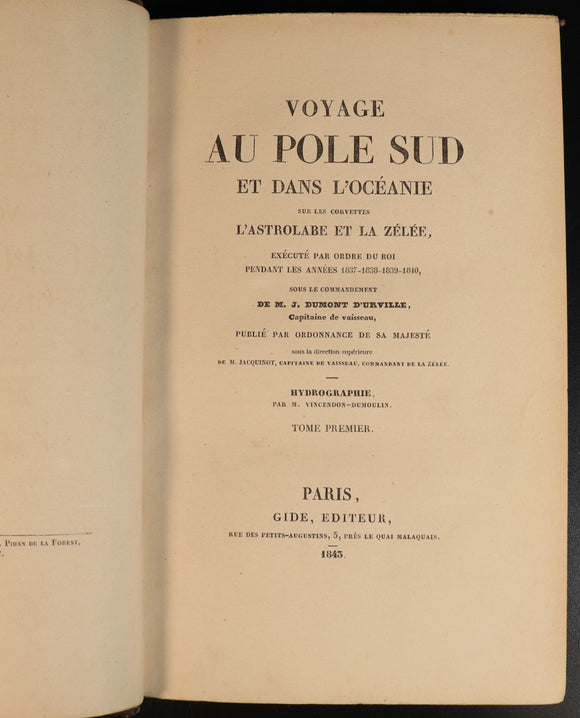 VOYAGE
AU POLE SUD
ET DANS L'OCÉANIE
SUR LES CORVETTES
L'ASTROLABE ET LA ZÉLÉE,
EXÉCUTÉ PAR ORDRE DU ROI
PENDANT LES ANNÉES 1837-1838-1839-1840,
SOUS LE COMMANDEMENT
DE M. J. DUMONT D'URVILLE,
Capitaine de vaisseau,
PUBLIÉ PAR ORDONNANCE DE SA MAJESTÉ
sous la direction supérieure
DE M. JACQUINOT, CAPITAINE DE VAISSEAU, COMMANDANT DE LA ZÉLÉE.
HYDROGRAPHIE,
PAR M. VINCENDON-DUMOULIN.
TOME PREMIER.
PARIS,
GIDE, EDITEUR,
RUE DES PETITS-AUGUSTINS, 5, PRÈS LE QUAI MALAQUAIS.
1843.
PIHAN DE LA FOREST,